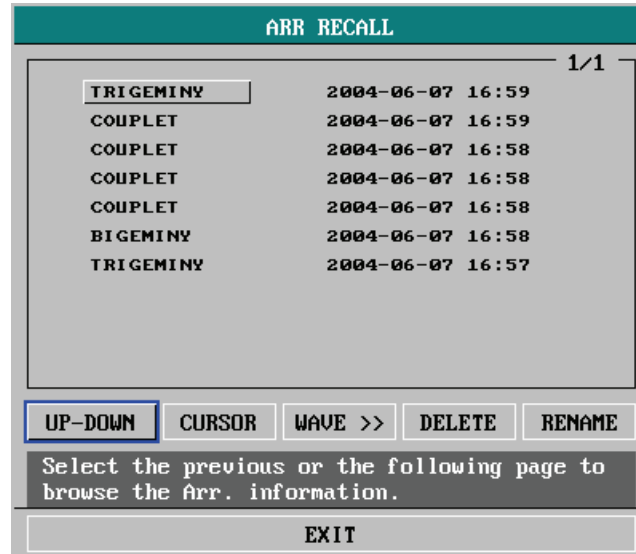 ARR RECALL
1/1
TRIGEMINY 2004-06-07 16:59
COUPLET 2004-06-07 16:59
COUPLET 2004-06-07 16:58
COUPLET 2004-06-07 16:58
COUPLET 2004-06-07 16:58
BIGEMINY 2004-06-07 16:58
TRIGEMINY 2004-06-07 16:57
UP-DOWN CURSOR WAVE >> DELETE RENAME
Select the previous or the following page to
browse the Arr. information.
EXIT